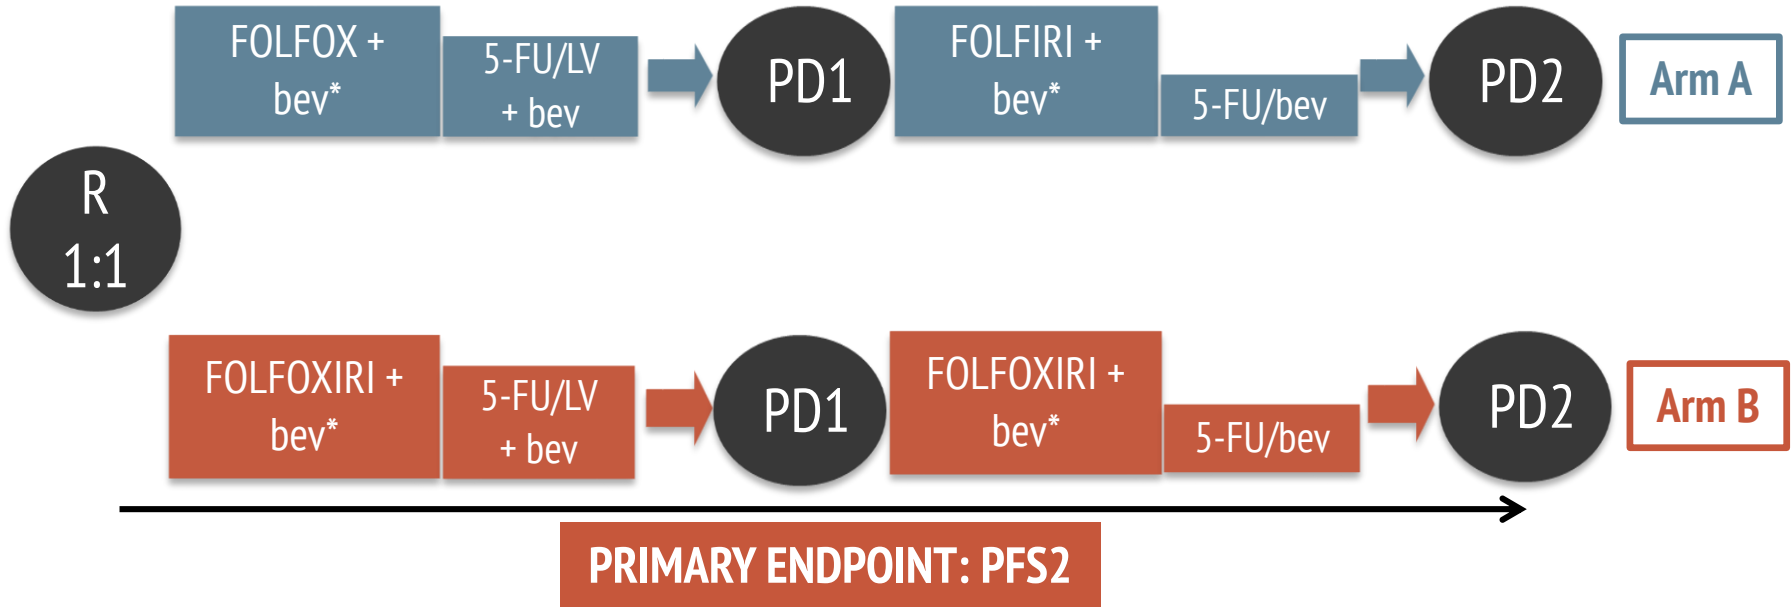 FOLFOX +
bev*
5-FU/LV
+ bev
PD1
FOLFIRI +
bev*
5-FU/bev
PD2
Arm A
R
1:1
FOLFOXIRI +
bev*
5-FU/LV
+ bev
PD1
FOLFOXIRI +
bev*
5-FU/bev
PD2
Arm B
PRIMARY ENDPOINT: PFS2